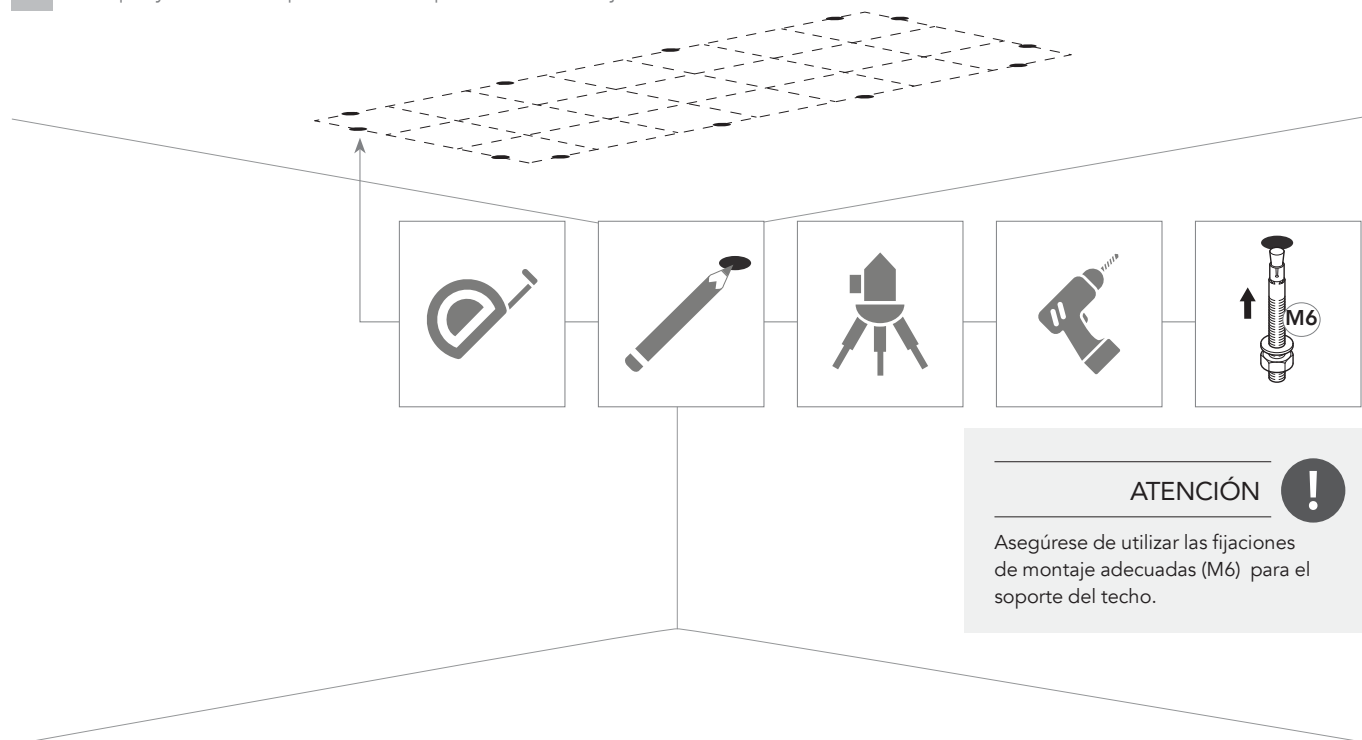 M6
ATENCIÓN
Asegúrese de utilizar las fijaciones
de montaje adecuadas (M6) para el
soporte del techo.